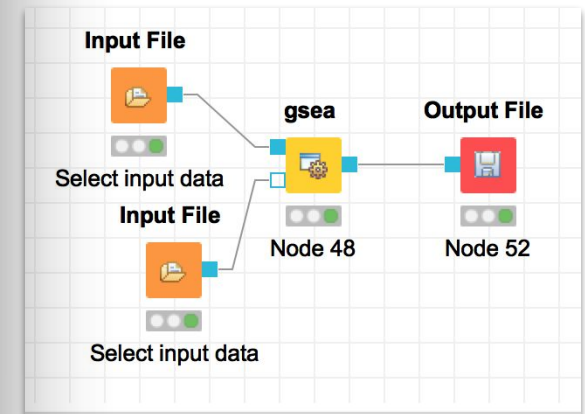 Input File
gsea
Output File
Select input data
Input File
Node 48
Node 52
Select input data